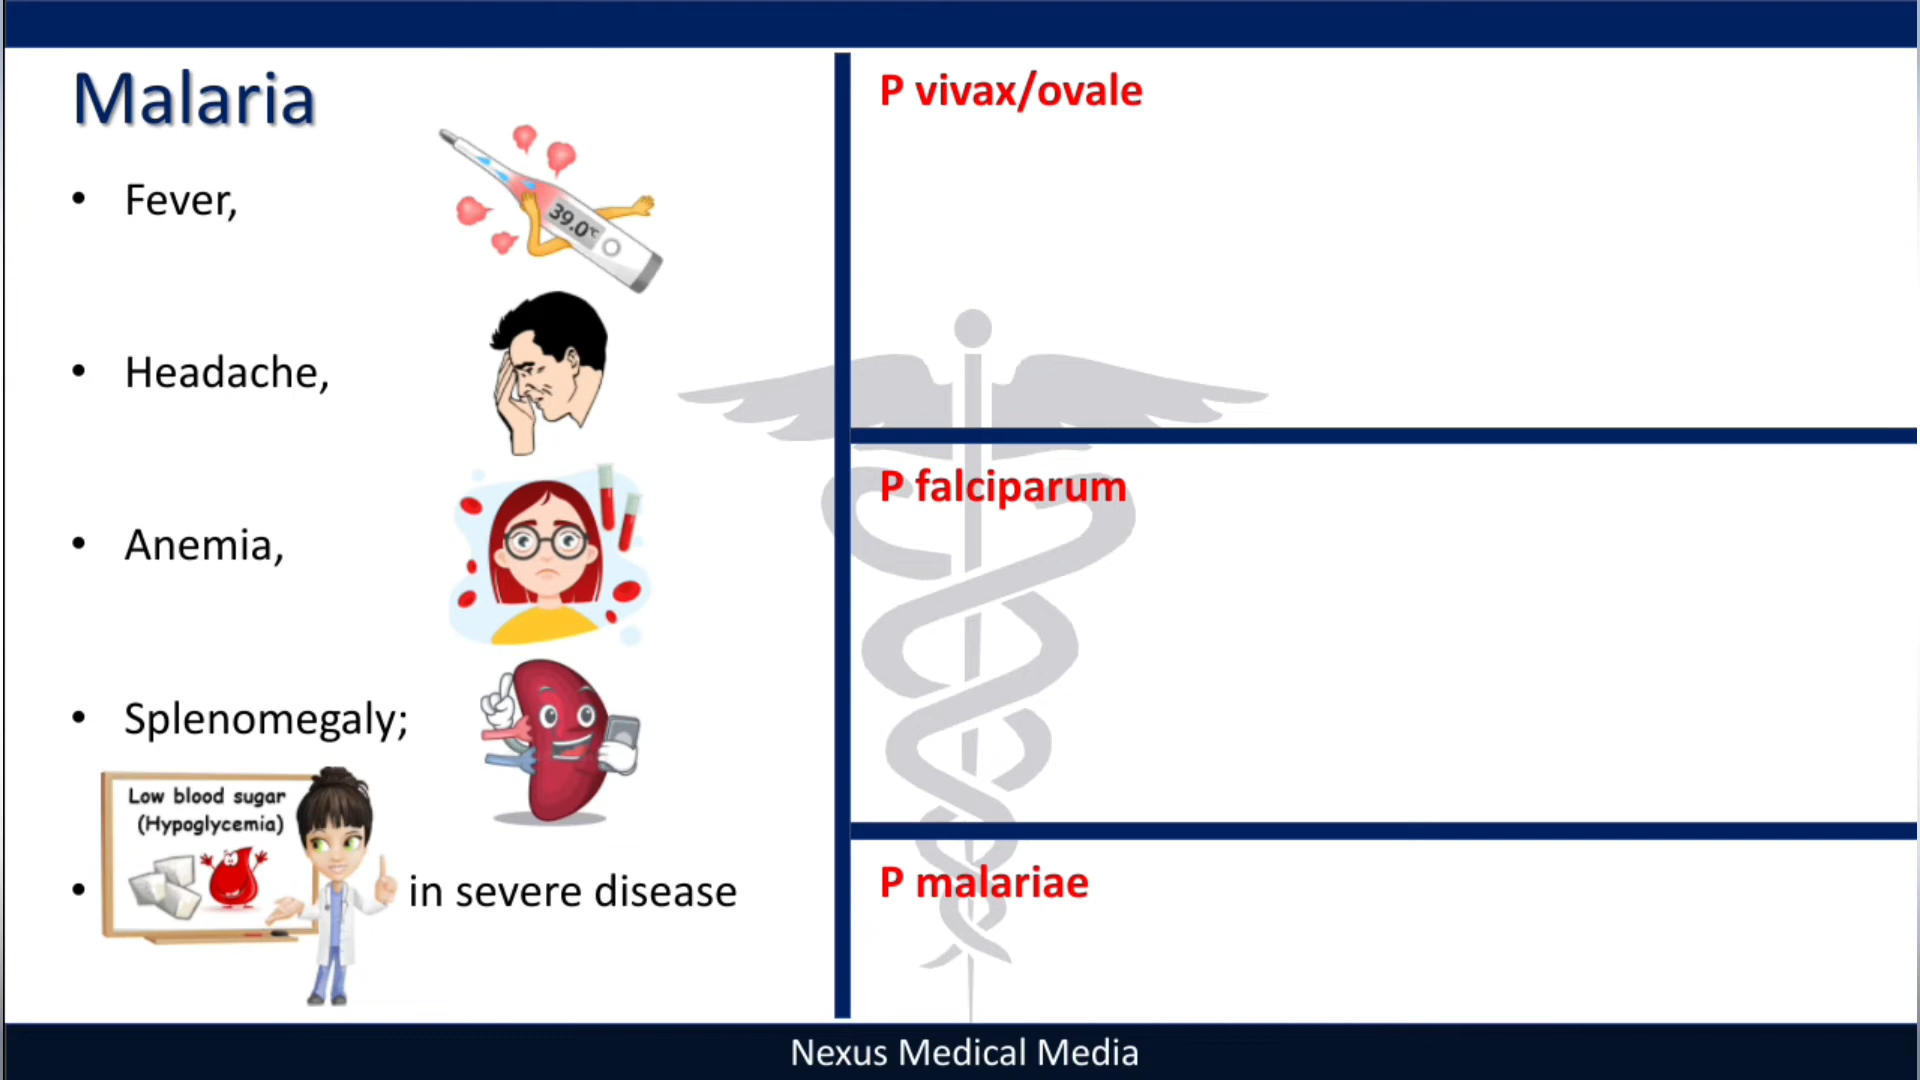 Malaria
• Fever,
39.0℃
• Headache,
• Anemia,
• Splenomegaly;
Low blood sugar
(Hypoglycemia)
• in severe disease
P vivax/ovale
P falciparum
P malariae
Nexus Medical Media